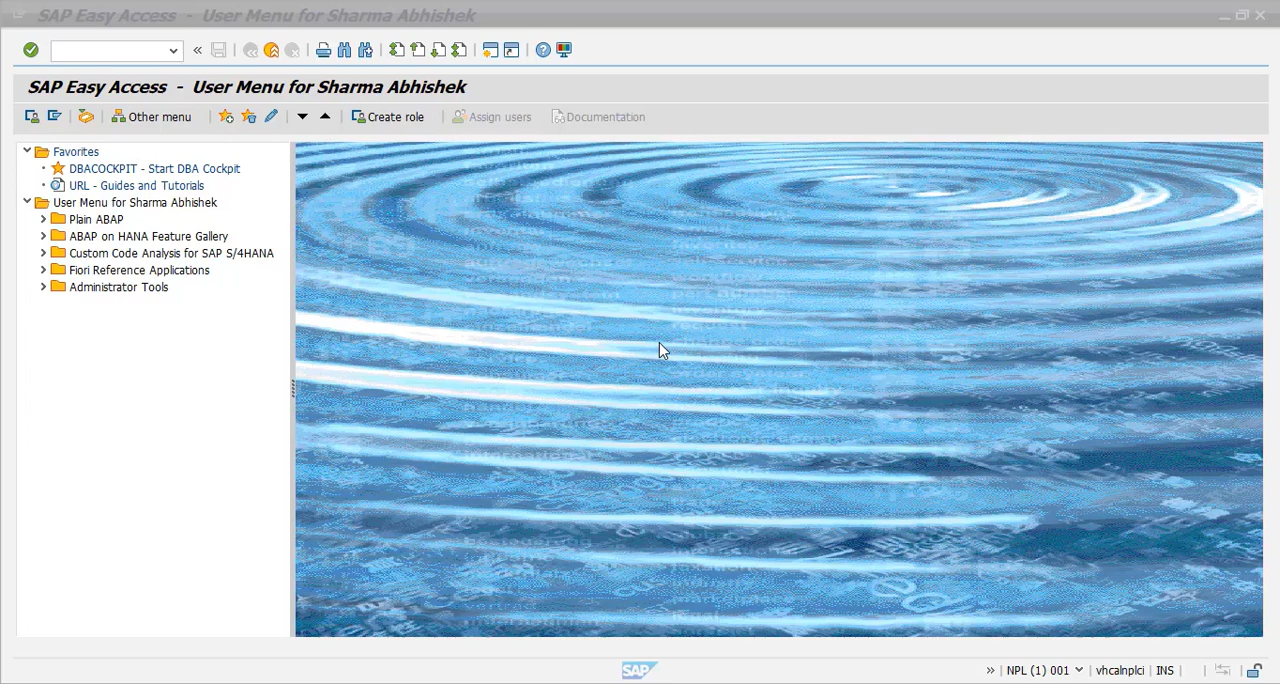 SAP Easy Access - User Menu for Sharma Abhishek
SAP Easy Access - User Menu for Sharma Abhishek
Other menu
Create role
Assign users
Documentation
Favorites
DBACOCKPIT - Start DBA Cockpit
URL - Guides and Tutorials
User Menu for Sharma Abhishek
Plain ABAP
ABAP on HANA Feature Gallery
Custom Code Analysis for SAP S/4HANA
Fiori Reference Applications
Administrator Tools
SAP
NPL (1) 001
vhcalnplci
INS